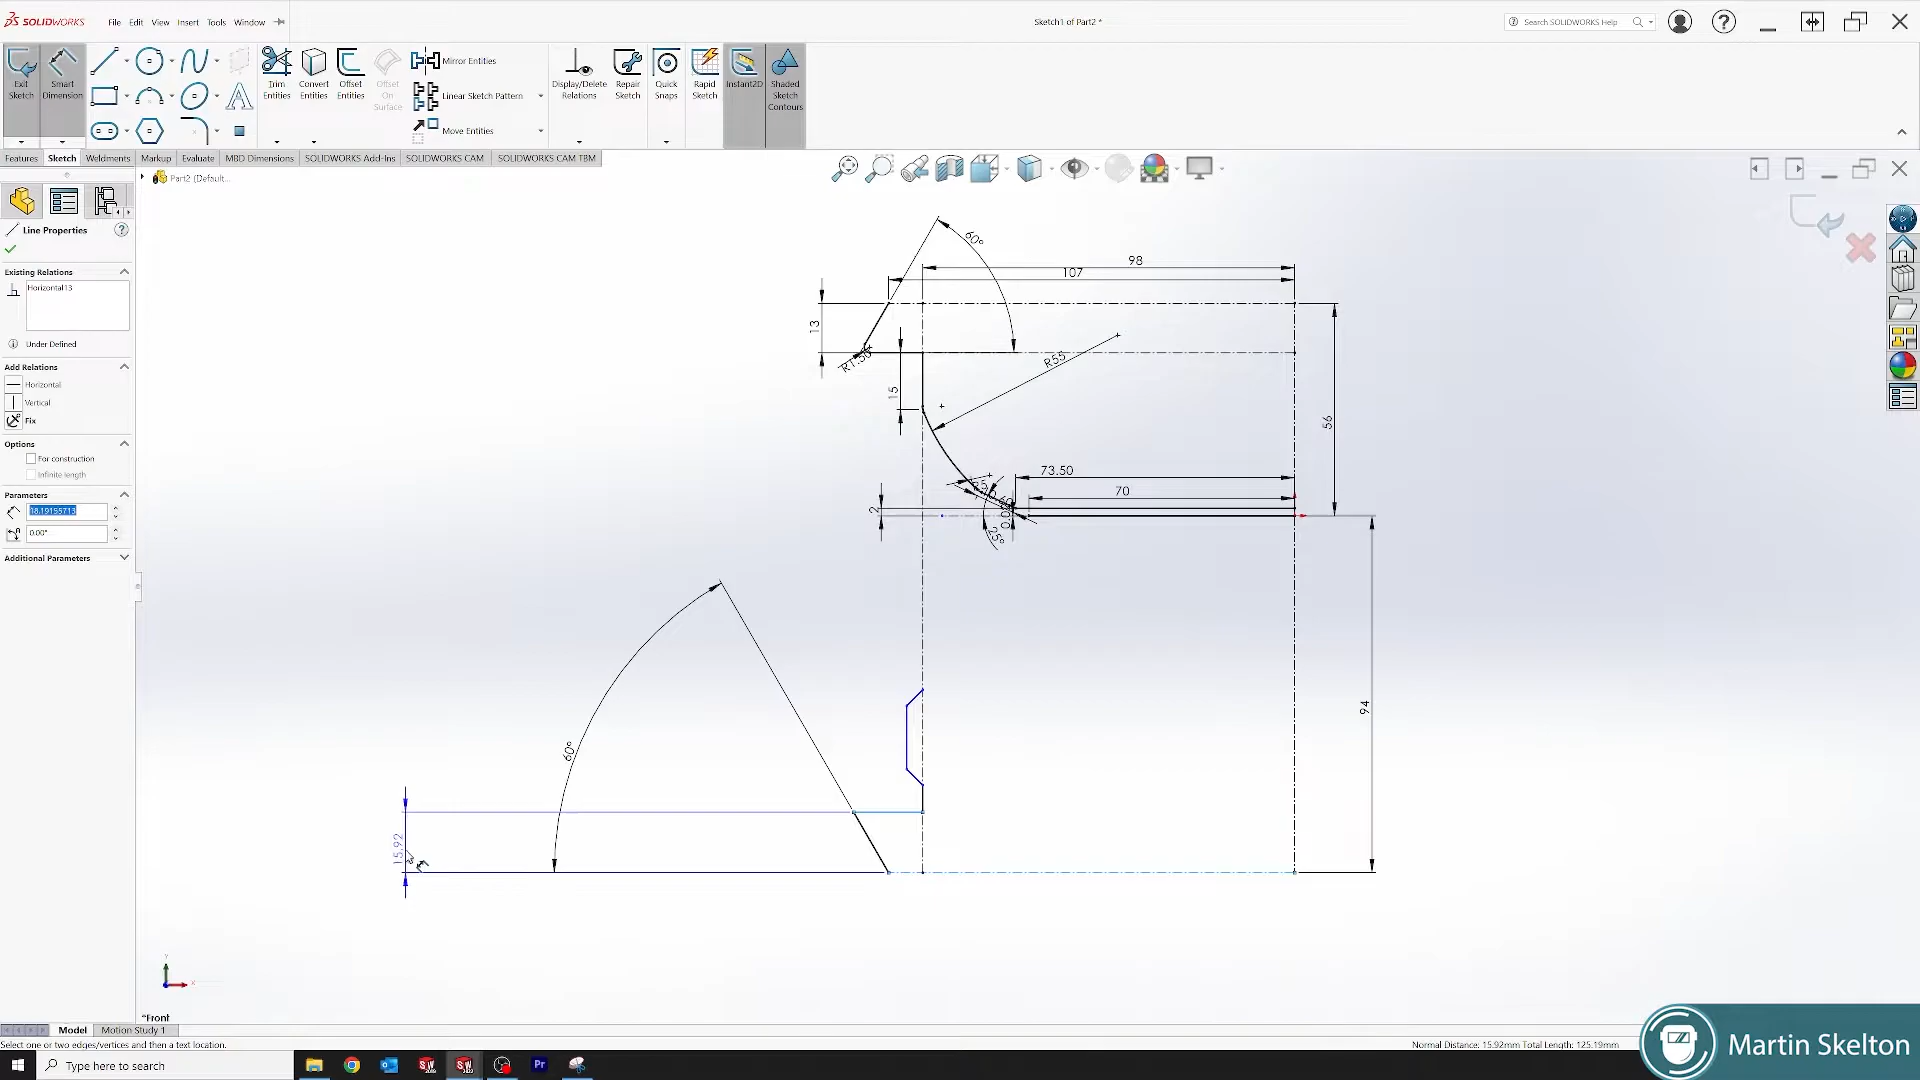 SOLIDWORKS
File Edit View Insert Tools Window
Sketch1 of Part2 *
Search SOLIDWORKS Help
Exit Sketch
Smart Dimension
Trim Entities
Convert Entities
Offset Entities
Offset On Surface
Mirror Entities
Linear Sketch Pattern
Move Entities
Display/Delete Relations
Repair Sketch
Quick Snaps
Rapid Sketch
Instant2D
Shaded Sketch Contours
Features Sketch Weldments Markup Evaluate MBD Dimensions SOLIDWORKS Add-Ins SOLIDWORKS CAM SOLIDWORKS CAM TBM
Part2 (Default...
Line Properties
Existing Relations
Horizontal13
Under Defined
Add Relations
Horizontal
Vertical
Fix
Options
For construction
Infinite length
Parameters
18.19155713
0.00°
Additional Parameters
60°
98
107
13
R1.50
R55
15
56
73.50
70
2
25°
94
60°
15.92
Y
X
*Front
Model Motion Study 1
Select one or two edges/vertices and then a text location.
Normal Distance: 15.92mm Total Length: 125.19mm
Type here to search
Martin Skelton